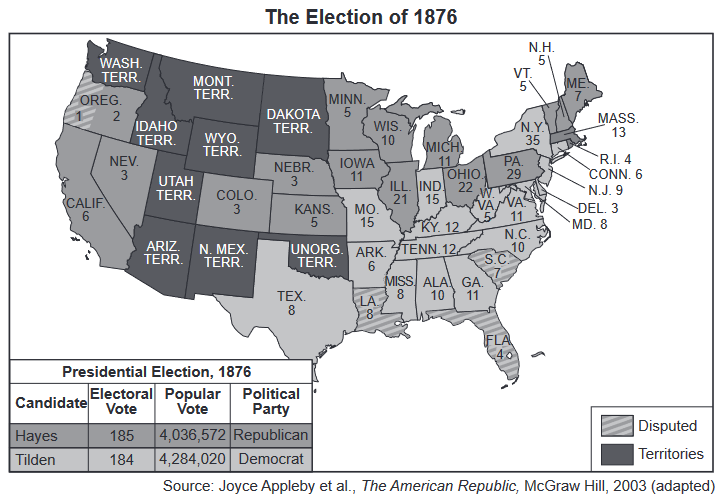 The Election of 1876
WASH.
TERR.
OREG.
1 2
IDAHO
TERR.
MONT.
TERR.
WYO.
TERR.
DAKOTA
TERR.
NEV.
3
CALIF.
6
UTAH
TERR.
COLO.
3
ARIZ.
TERR.
N. MEX.
TERR.
UNORG.
TERR.
TEX.
8
NEBR.
3
KANS.
5
MINN.
5
IOWA
11
MO.
15
ARK.
6
LA.
8
WIS.
10
ILL.
21
MICH.
11
IND.
15
OHIO
22
KY. 12
TENN. 12
MISS.
8
ALA.
10
GA.
11
FLA.
4
S.C.
7
N.C.
10
VA.
11
W.
VA.
5
PA.
29
N.Y.
35
VT.
5
N.H.
5
ME.
7
MASS.
13
R.I. 4
CONN. 6
N.J. 9
DEL. 3
MD. 8
Presidential Election, 1876
Candidate Electoral Vote Popular Vote Political Party
Hayes 185 4,036,572 Republican
Tilden 184 4,284,020 Democrat
Disputed
Territories
Source: Joyce Appleby et al., The American Republic, McGraw Hill, 2003 (adapted)